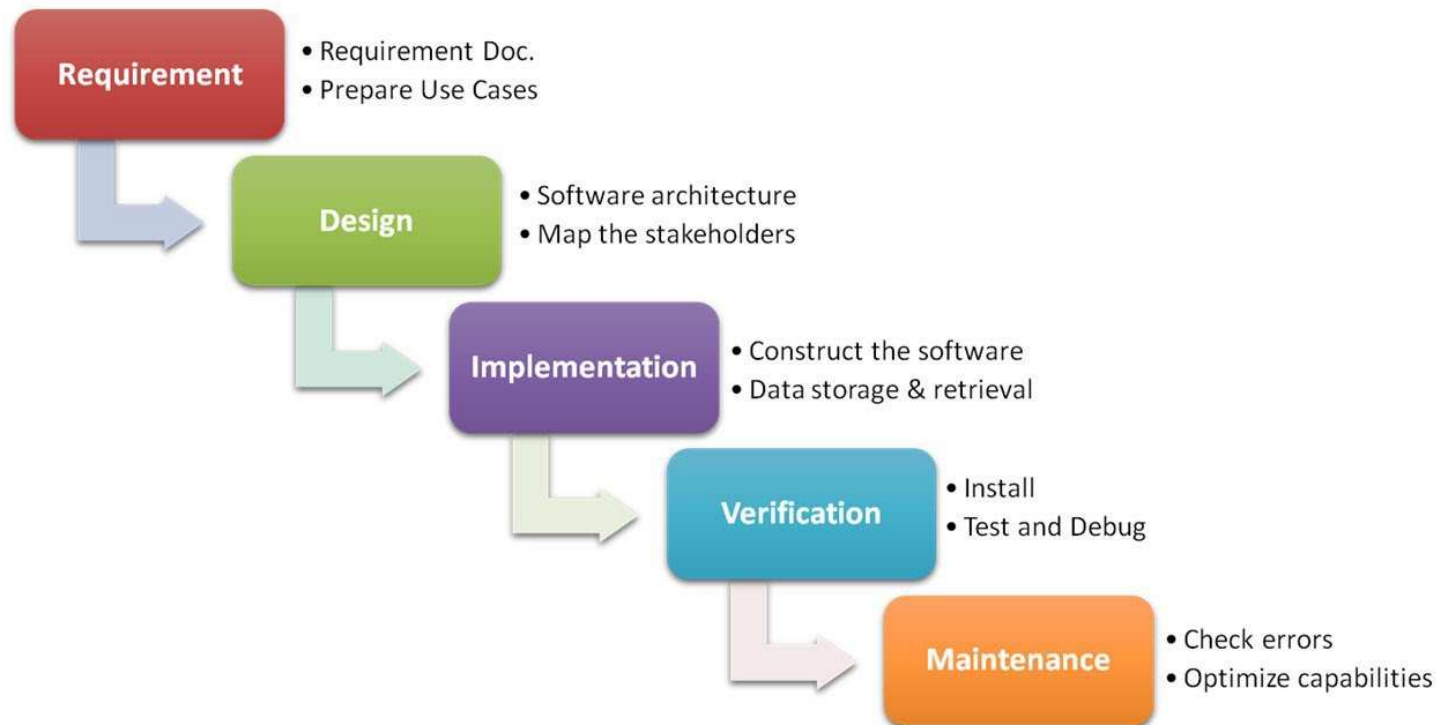 Requirement
• Requirement Doc.
• Prepare Use Cases
Design
• Software architecture
• Map the stakeholders
Implementation
• Construct the software
• Data storage & retrieval
Verification
• Install
• Test and Debug
Maintenance
• Check errors
• Optimize capabilities